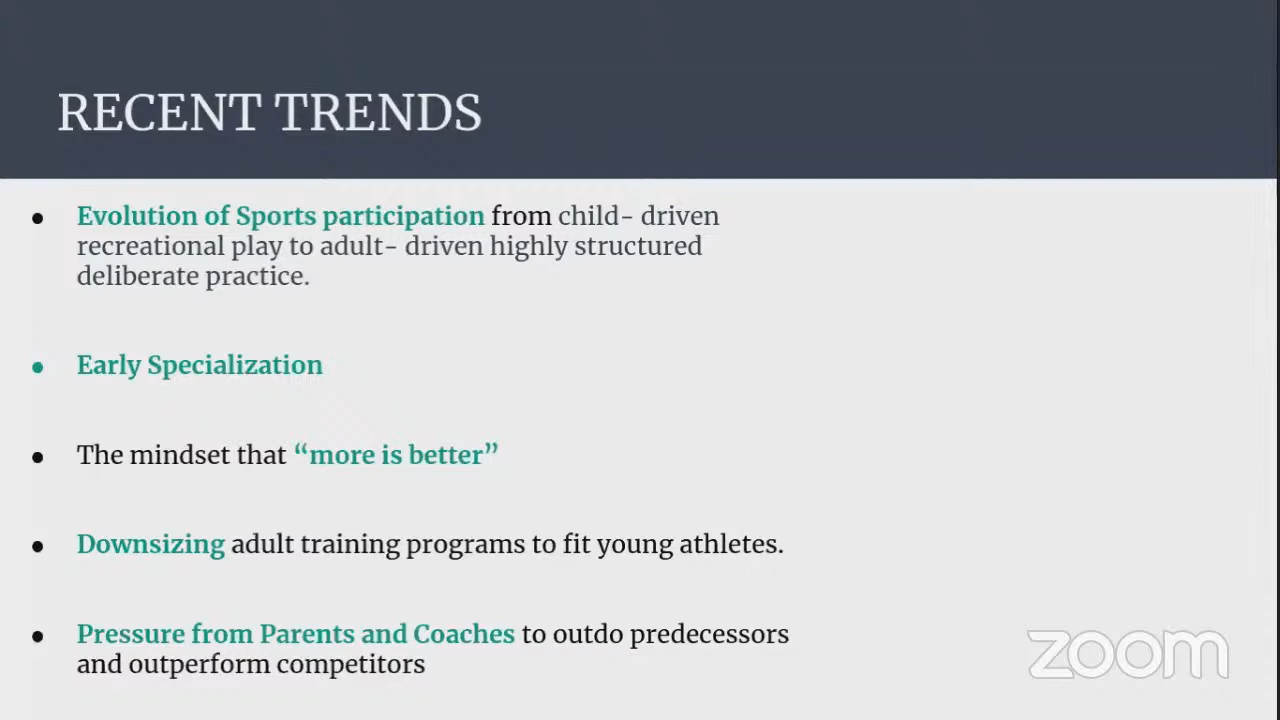 RECENT TRENDS
● Evolution of Sports participation from child- driven
recreational play to adult- driven highly structured
deliberate practice.
● Early Specialization
● The mindset that “more is better”
● Downsizing adult training programs to fit young athletes.
● Pressure from Parents and Coaches to outdo predecessors
and outperform competitors
zoom